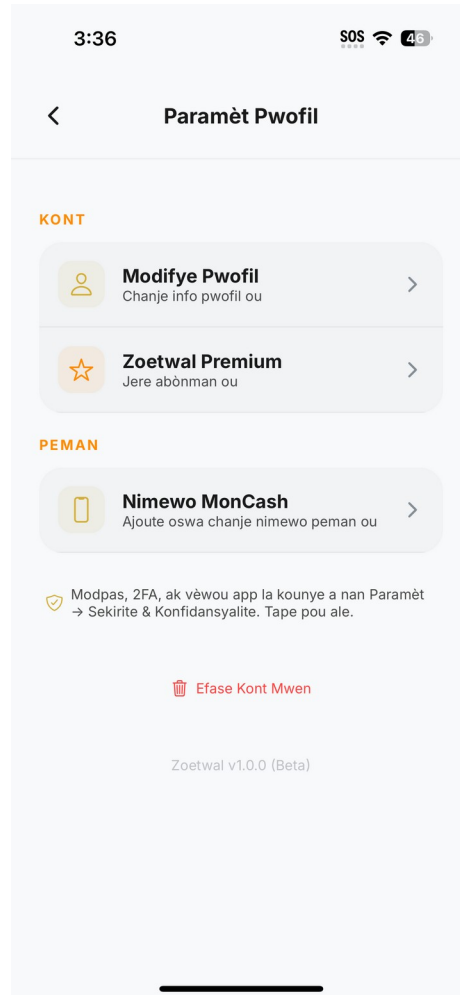 3:36
SOS
46
Paramèt Pwofil
KONT
Modifye Pwofil
Chanje info pwofil ou
Zoetwal Premium
Jere abònman ou
PEMAN
Nimewo MonCash
Ajoute oswa chanje nimewo peman ou
Modpas, 2FA, ak vèwou app la kounye a nan Paramèt
→ Sekirite & Konfidansyalite. Tape pou ale.
Efase Kont Mwen
Zoetwal v1.0.0 (Beta)